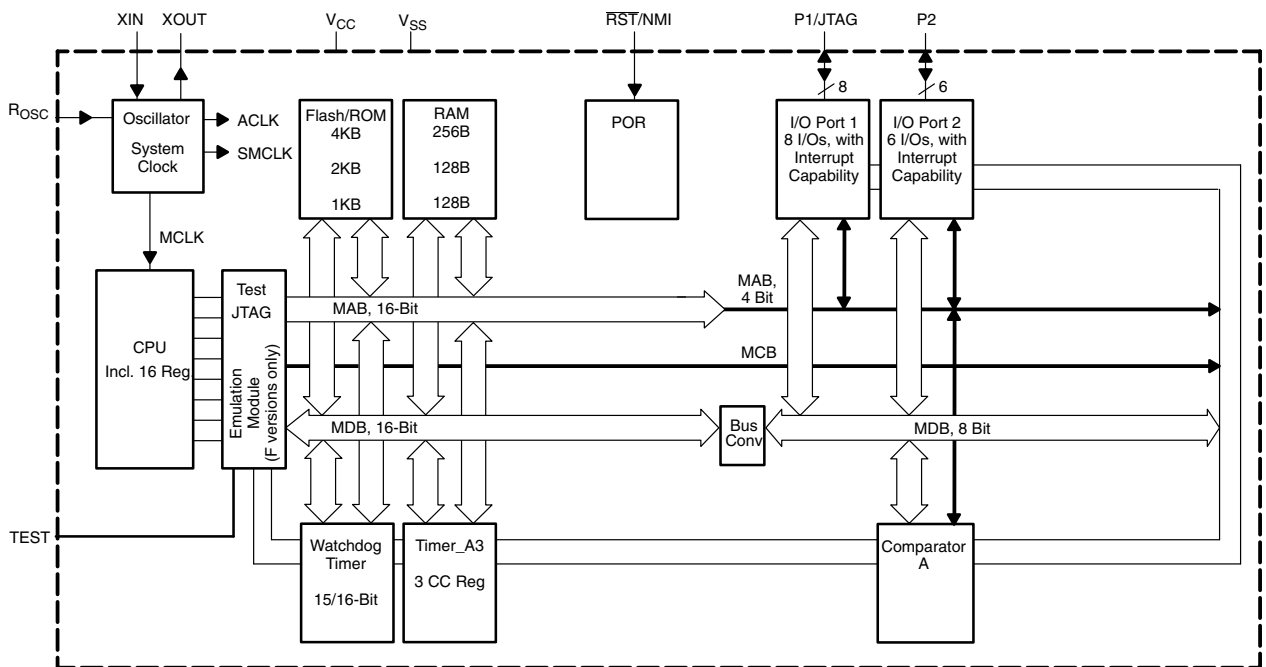 XIN XOUT VCC VSS RST/NMI P1/JTAG P2
8 6
ROSC
Oscillator
System
Clock
ACLK
SMCLK
Flash/ROM
4KB
2KB
1KB
RAM
256B
128B
128B
POR
I/O Port 1
8 I/Os, with
Interrupt
Capability
I/O Port 2
6 I/Os, with
Interrupt
Capability
MCLK
CPU
Incl. 16 Reg.
Test
JTAG
Emulation
Module
(F versions only)
MAB, 16-Bit
MAB,
4 Bit
MCB
MDB, 16-Bit
Bus
Conv
MDB, 8 Bit
TEST
Watchdog
Timer
15/16-Bit
Timer_A3
3 CC Reg
Comparator
A